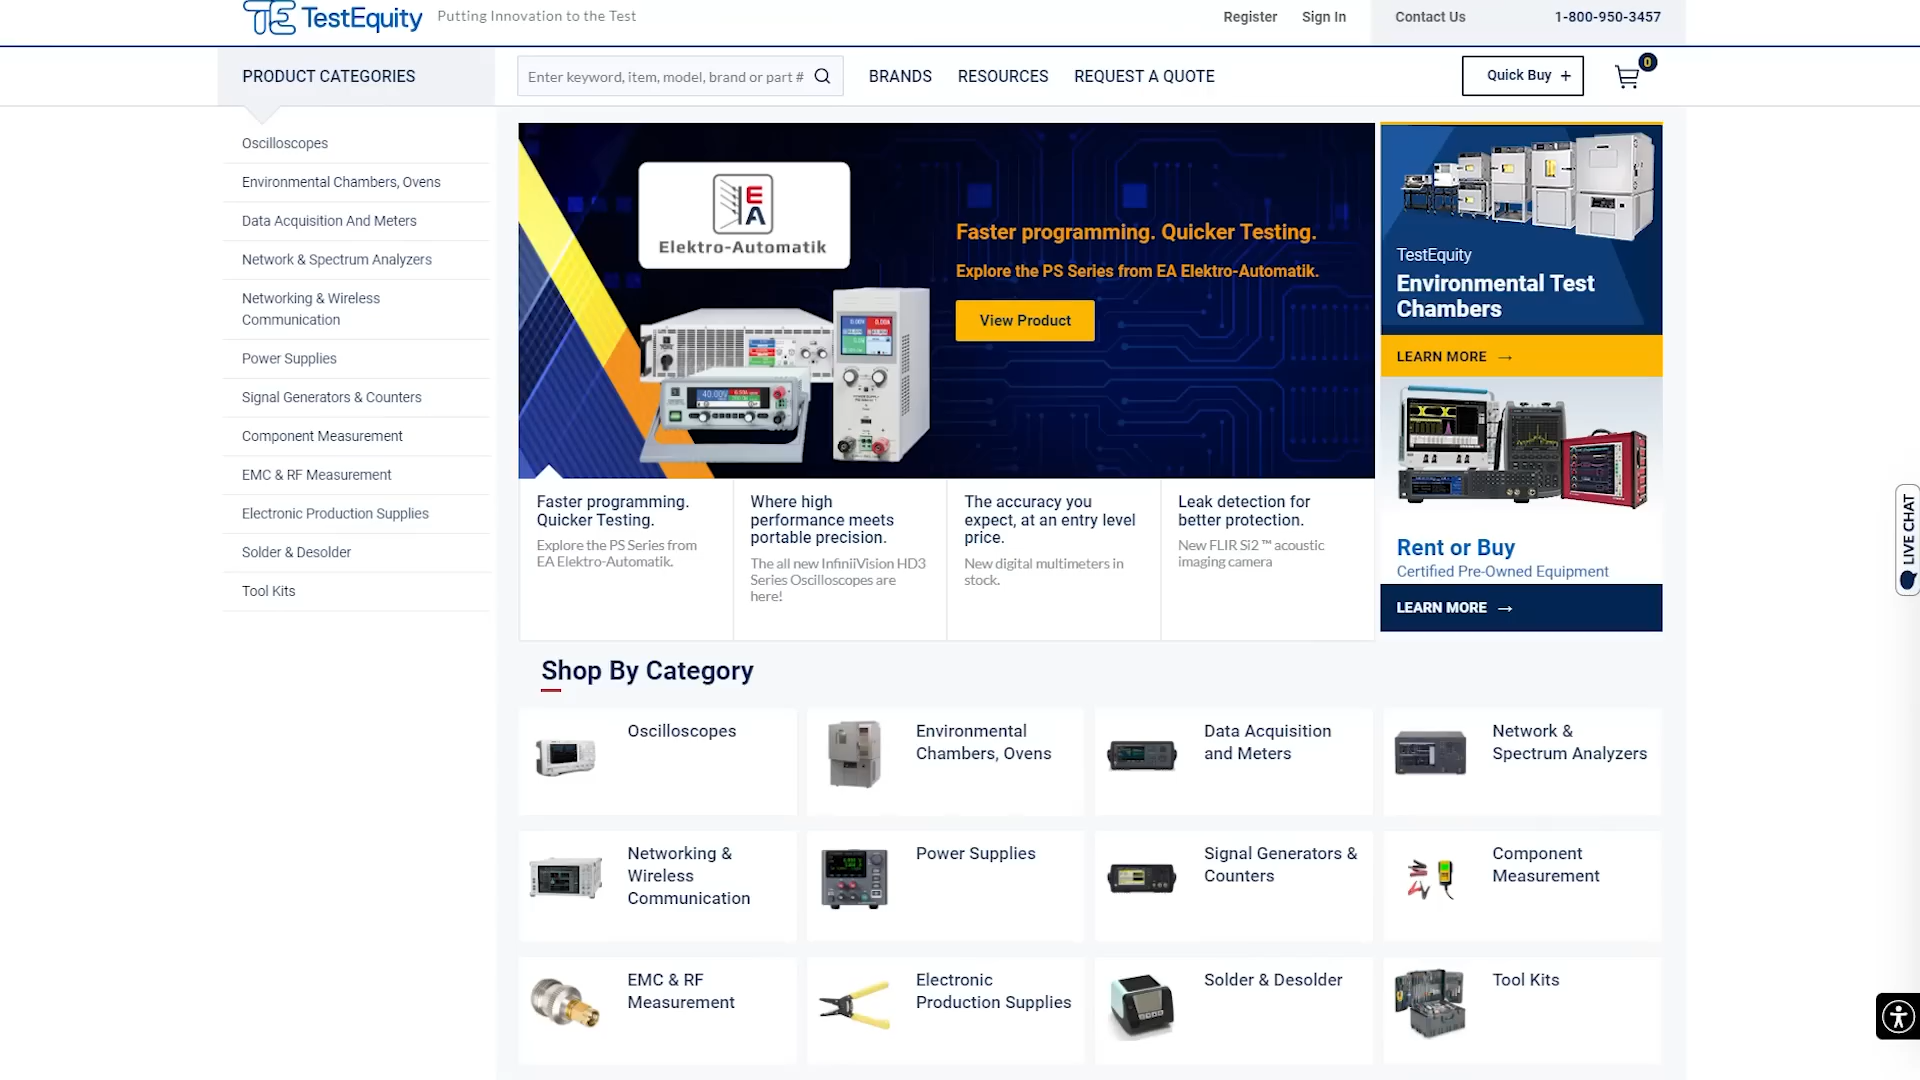 TestEquity
Putting Innovation to the Test
Register
Sign In
Contact Us
1-800-950-3457
PRODUCT CATEGORIES
Enter keyword, item, model, brand or part #
BRANDS
RESOURCES
REQUEST A QUOTE
Quick Buy +
0
Oscilloscopes
Environmental Chambers, Ovens
Data Acquisition And Meters
Network & Spectrum Analyzers
Networking & Wireless
Communication
Power Supplies
Signal Generators & Counters
Component Measurement
EMC & RF Measurement
Electronic Production Supplies
Solder & Desolder
Tool Kits
EA
Elektro-Automatik
Faster programming. Quicker Testing.
Explore the PS Series from EA Elektro-Automatik.
View Product
TestEquity
Environmental Test
Chambers
LEARN MORE →
Rent or Buy
Certified Pre-Owned Equipment
LEARN MORE →
Faster programming.
Quicker Testing.
Explore the PS Series from
EA Elektro-Automatik.
Where high
performance meets
portable precision.
The all new InfiniiVision HD3
Series Oscilloscopes are
here!
The accuracy you
expect, at an entry level
price.
New digital multimeters in
stock.
Leak detection for
better protection.
New FLIR Si2 ™ acoustic
imaging camera
LIVE CHAT
Shop By Category
Oscilloscopes
Environmental
Chambers, Ovens
Data Acquisition
and Meters
Network &
Spectrum Analyzers
Networking &
Wireless
Communication
Power Supplies
Signal Generators &
Counters
Component
Measurement
EMC & RF
Measurement
Electronic
Production Supplies
Solder & Desolder
Tool Kits